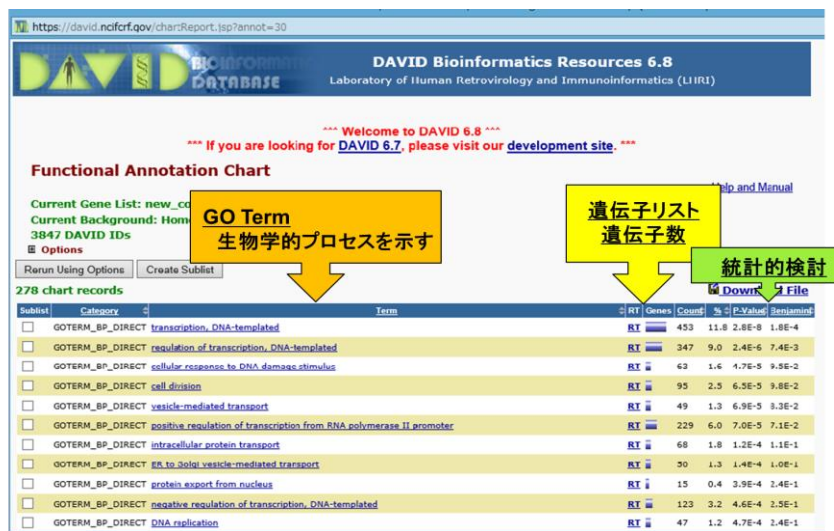 https://david.ncifcrf.gov/chartReport.jsp?annot=30
DAVID BIOINFORMATICS DATABASE
DAVID Bioinformatics Resources 6.8
Laboratory of Human Retrovirology and Immunoinformatics (LHRI)
*** Welcome to DAVID 6.8 ***
*** If you are looking for DAVID 6.7, please visit our development site. ***
Functional Annotation Chart
Help and Manual
Current Gene List: new_co
Current Background: Hom
3847 DAVID IDs
Options
GO Term
生物学的プロセスを示す
遺伝子リスト
遺伝子数
統計的検討
Rerun Using Options Create Sublist
278 chart records
File
Sublist Category Term RT Genes Count % P-Value Benjamini
GOTERM_BP_DIRECT transcription, DNA-templated RT 453 11.8 2.8E-8 1.8E-4
GOTERM_BP_DIRECT regulation of transcription, DNA-templated RT 347 9.0 2.4E-6 7.4E-3
GOTERM_BP_DIRECT cellular response to DNA damage stimulus RT 63 1.6 4.7E-5 9.5E-2
GOTERM_BP_DIRECT cell division RT 95 2.5 6.5E-5 9.8E-2
GOTERM_BP_DIRECT vesicle-mediated transport RT 49 1.3 6.9E-5 8.3E-2
GOTERM_BP_DIRECT positive regulation of transcription from RNA polymerase II promoter RT 229 6.0 7.0E-5 7.1E-2
GOTERM_BP_DIRECT intracellular protein transport RT 68 1.8 1.2E-4 1.1E-1
GOTERM_BP_DIRECT ER to Golgi vesicle-mediated transport RT 50 1.3 1.4E-4 1.0E-1
GOTERM_BP_DIRECT protein export from nucleus RT 15 0.4 3.9E-4 2.4E-1
GOTERM_BP_DIRECT negative regulation of transcription, DNA-templated RT 123 3.2 4.6E-4 2.5E-1
GOTERM_BP_DIRECT DNA replication RT 47 1.2 4.7E-4 2.4E-1